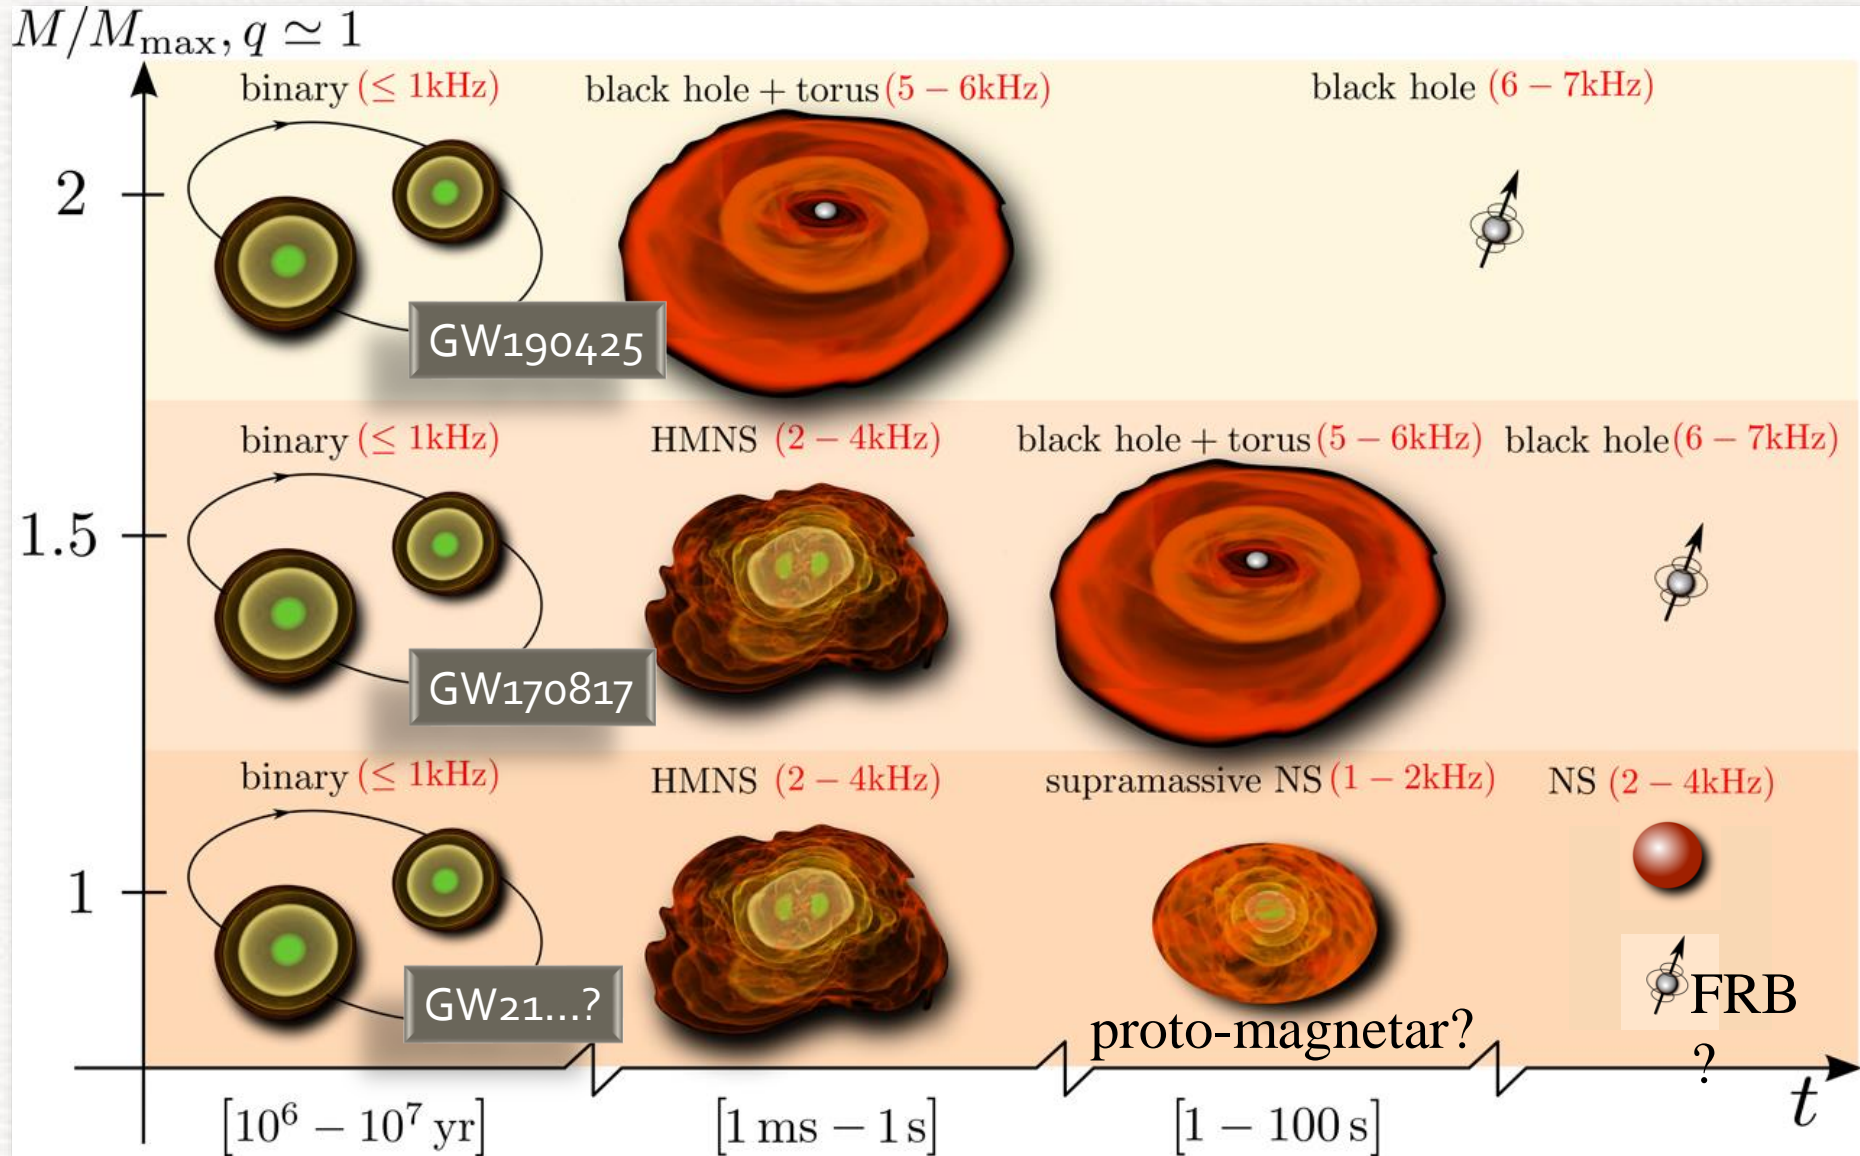 M/M_max, q ≃ 1
binary (≤ 1kHz) black hole + torus (5 – 6kHz) black hole (6 – 7kHz)
2
GW190425
binary (≤ 1kHz) HMNS (2 – 4kHz) black hole + torus (5 – 6kHz) black hole (6 – 7kHz)
1.5
GW170817
binary (≤ 1kHz) HMNS (2 – 4kHz) supramassive NS (1 – 2kHz) NS (2 – 4kHz)
1
GW21...?
FRB
?
proto-magnetar?
t
[10⁶ – 10⁷ yr] [1 ms – 1 s] [1 – 100 s]